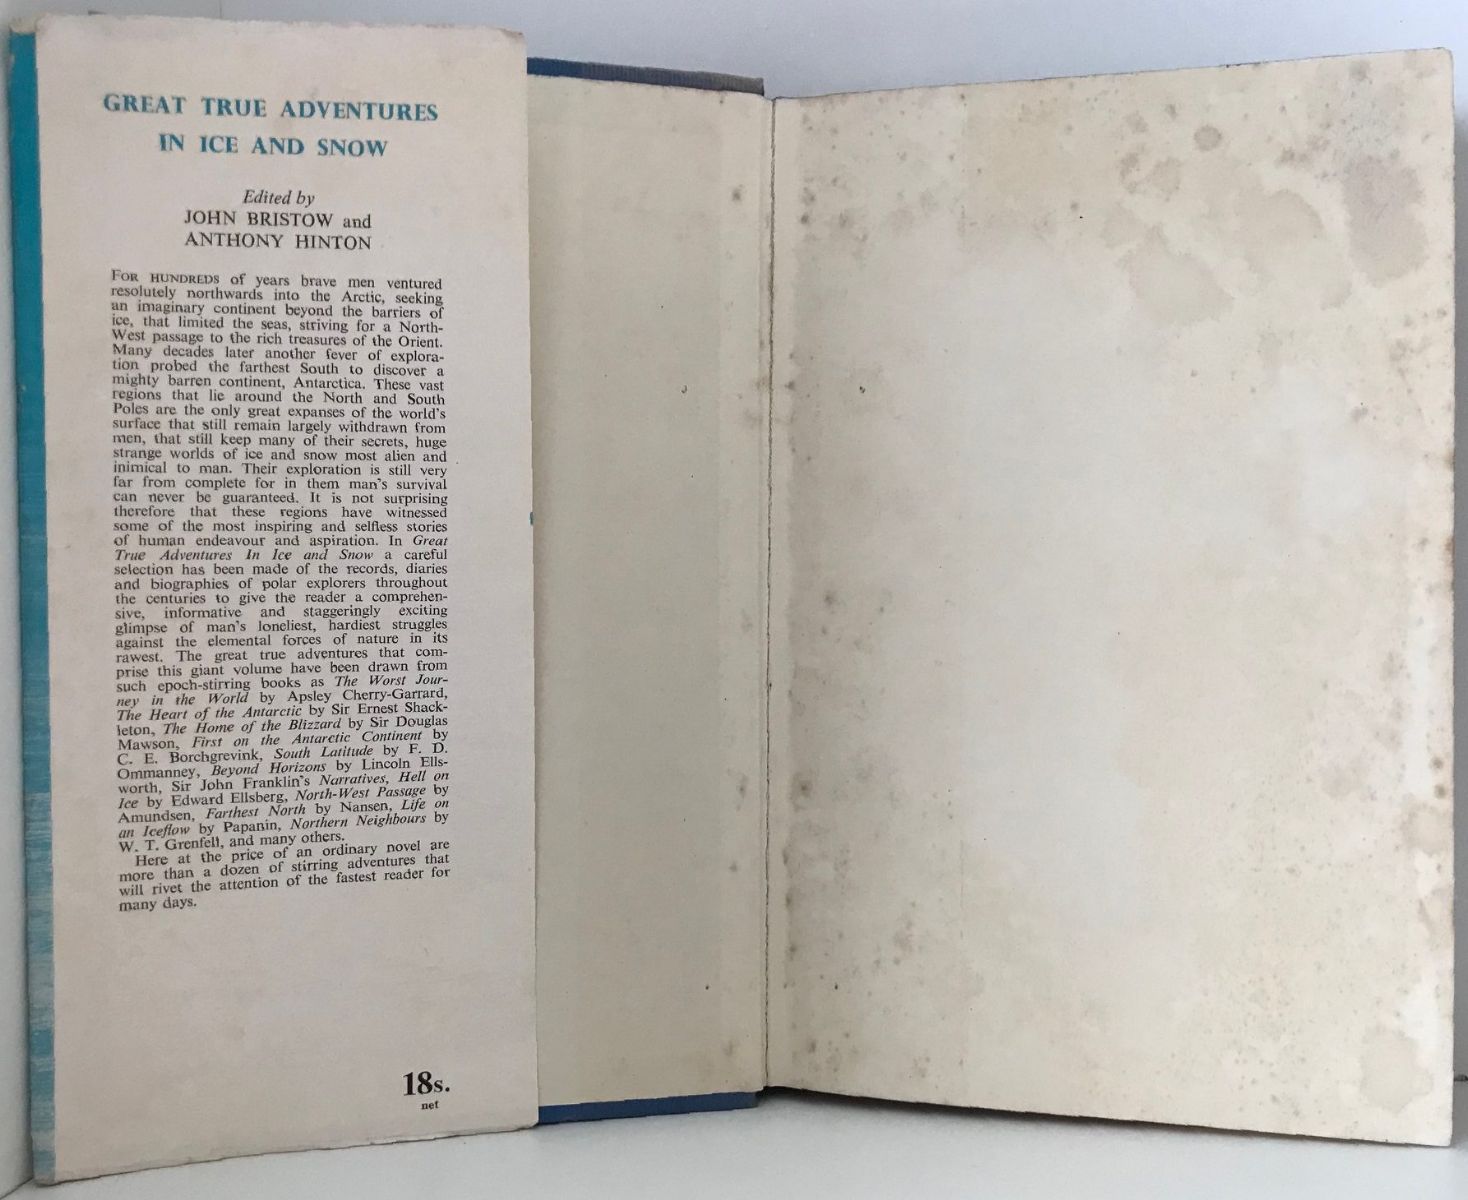 GREAT TRUE ADVENTURES
IN ICE AND SNOW
Edited by
JOHN BRISTOW and
ANTHONY HINTON
FOR HUNDREDS of years brave men ventured
resolutely northwards into the Arctic, seeking
an imaginary continent beyond the barriers of
ice, that limited the seas, striving for a North-
West passage to the rich treasures of the Orient.
Many decades later another fever of explora-
tion probed the farthest South to discover a
mighty barren continent, Antarctica. These vast
regions that lie around the North and South
Poles are the only great expanses of the world's
surface that still remain largely withdrawn from
men, that still keep many of their secrets, huge
strange worlds of ice and snow most alien and
inimical to man. Their exploration is still very
far from complete for in them man's survival
can never be guaranteed. It is not surprising
therefore that these regions have witnessed
some of the most inspiring and selfless stories
of human endeavour and aspiration. In Great
True Adventures In Ice and Snow a careful
selection has been made of the records, diaries
and biographies of polar explorers throughout
the centuries to give the reader a comprehen-
sive, informative and staggeringly exciting
glimpse of man's loneliest, hardiest struggles
against the elemental forces of nature in its
rawest. The great true adventures that com-
prise this giant volume have been drawn from
such epoch-stirring books as The Worst Jour-
ney in the World by Apsley Cherry-Garrard,
The Heart of the Antarctic by Sir Ernest Shack-
leton, The Home of the Blizzard by Sir Douglas
Mawson, First on the Antarctic Continent by
C. E. Borchgrevink, South Latitude by F. D.
Ommanney, Beyond Horizons by Lincoln Ells-
worth, Sir John Franklin's Narratives, Hell on
Ice by Edward Ellsberg, North-West Passage by
Amundsen, Farthest North by Nansen, Life on
an Iceflow by Papanin, Northern Neighbours by
W. T. Grenfell, and many others.
Here at the price of an ordinary novel are
more than a dozen of stirring adventures that
will rivet the attention of the fastest reader for
many days.
18s.
net